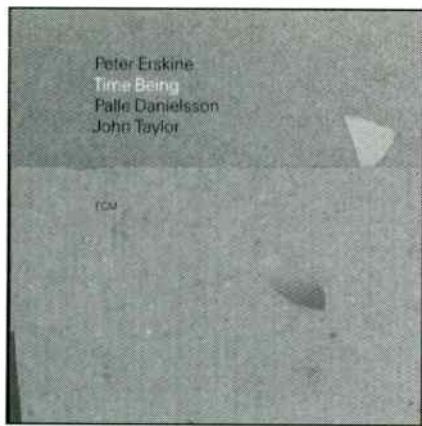 Peter Erskine
Time Being
Palle Danielsson
John Taylor
ECM